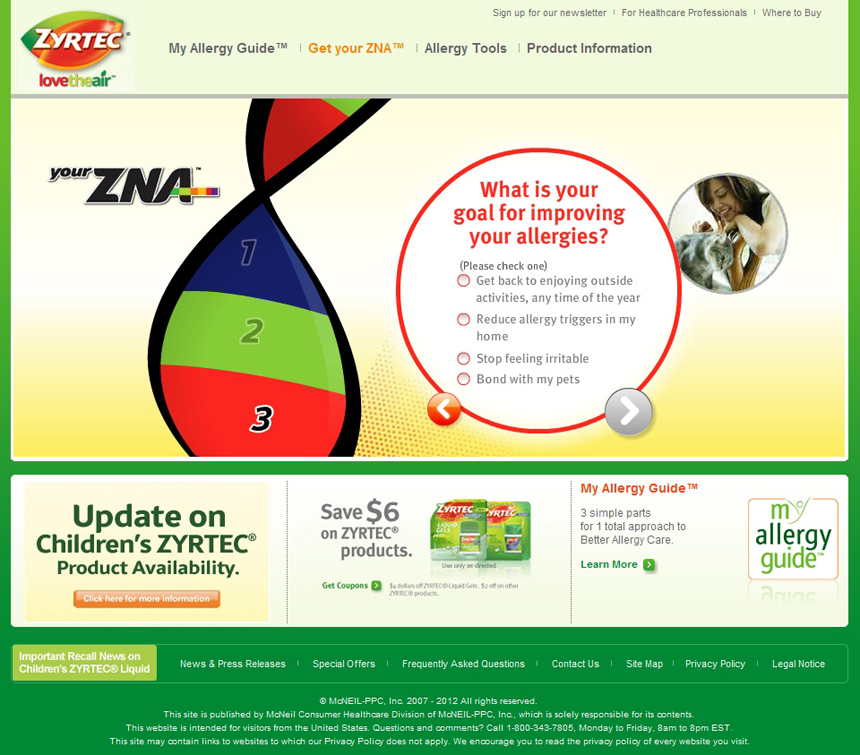 Sign up for our newsletter | For Healthcare Professionals | Where to Buy
ZYRTEC®
lovetheair™
My Allergy Guide™ Get your ZNA™ Allergy Tools Product Information
your ZNA™
1
2
3
What is your
goal for improving
your allergies?
(Please check one)
Get back to enjoying outside
activities, any time of the year
Reduce allergy triggers in my
home
Stop feeling irritable
Bond with my pets
Update on
Children's ZYRTEC®
Product Availability.
Click here for more information
Save $6
on ZYRTEC®
products.
ZYRTEC
LIQUID
GELS
ZYRTEC
Use only as directed.
Get Coupons
$4 dollars off ZYRTEC® Liquid Gels. $2 off on other
ZYRTEC® products.
My Allergy Guide™
3 simple parts
for 1 total approach to
Better Allergy Care.
Learn More
my
allergy
guide™
Important Recall News on
Children's ZYRTEC® Liquid
News & Press Releases | Special Offers | Frequently Asked Questions | Contact Us | Site Map | Privacy Policy | Legal Notice
© McNEIL-PPC, Inc. 2007 - 2012 All rights reserved.
This site is published by McNeil Consumer Healthcare Division of McNEIL-PPC, Inc., which is solely responsible for its contents.
This website is intended for visitors from the United States. Questions and comments? Call 1-800-343-7805, Monday to Friday, 8am to 8pm EST.
This site may contain links to websites to which our Privacy Policy does not apply. We encourage you to read the privacy policy of every website you visit.